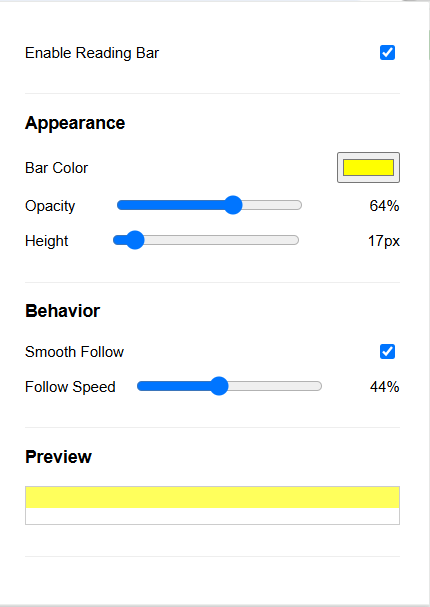 Enable Reading Bar
Appearance
Bar Color
Opacity 64%
Height 17px
Behavior
Smooth Follow
Follow Speed 44%
Preview